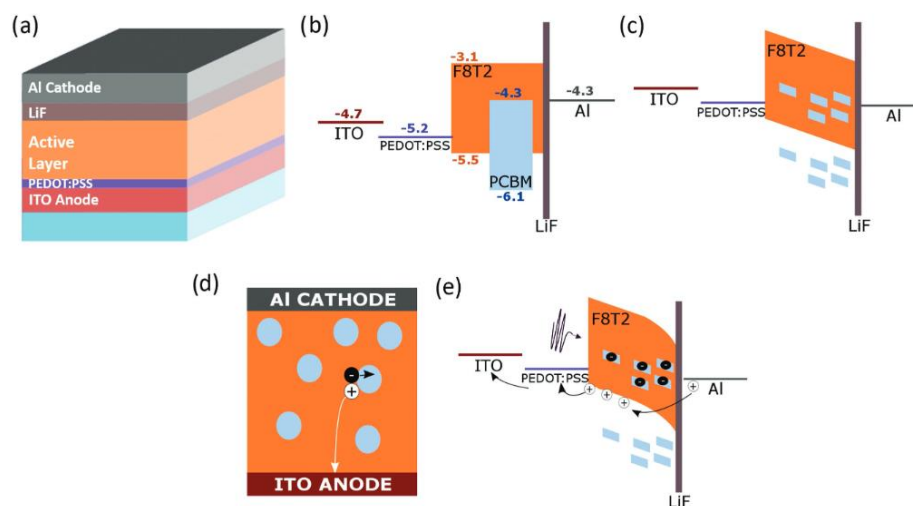 (a)
Al Cathode
LiF
Active
Layer
PEDOT:PSS
ITO Anode
(b)
-3.1
F8T2
-4.3
-4.3
Al
-4.7
ITO
-5.2
PEDOT:PSS
-5.5
PCBM
-6.1
LiF
(c)
F8T2
ITO
PEDOT:PSS
Al
LiF
(d)
Al CATHODE
-
+
ITO ANODE
(e)
F8T2
ITO
PEDOT:PSS
- - - - -
+ + + +
Al
LiF